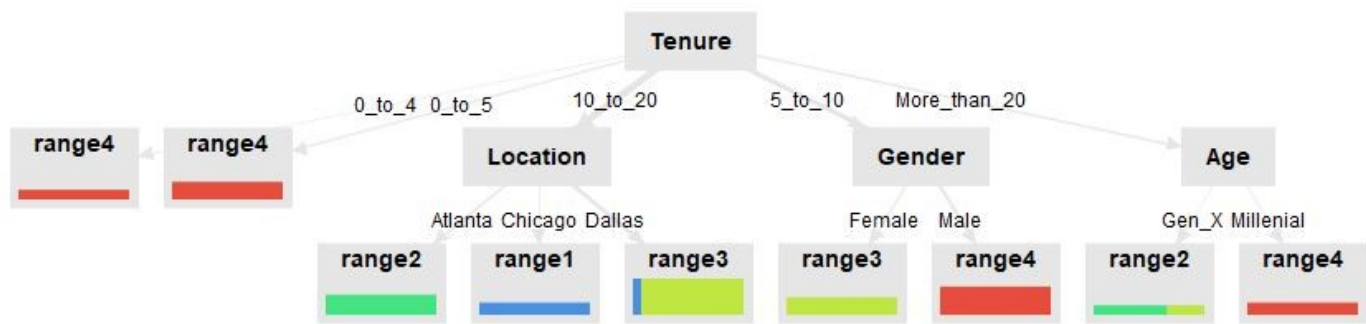 Tenure
0_to_4 0_to_5 10_to_20 5_to_10 More_than_20
range4 range4 Location Gender Age
Atlanta Chicago Dallas Female Male Gen_X Millenial
range2 range1 range3 range3 range4 range2 range4